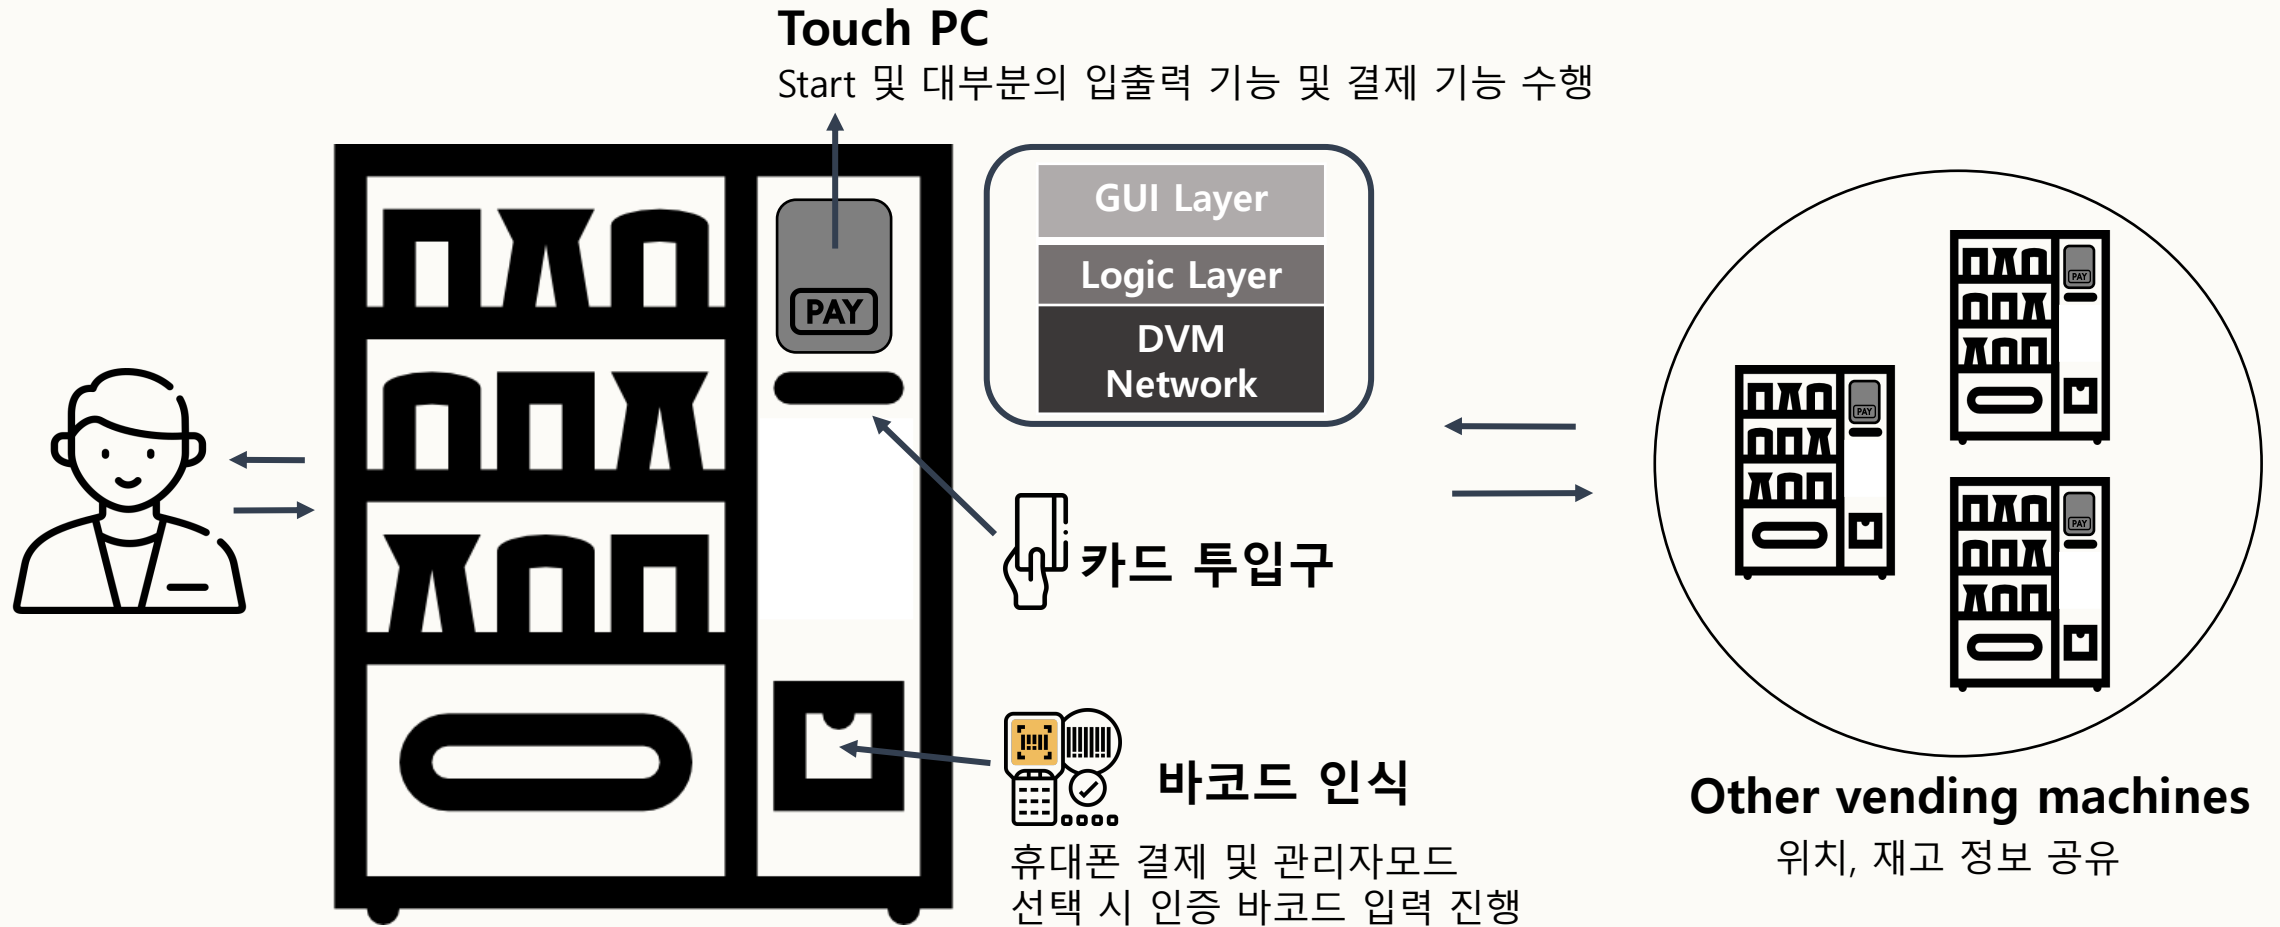 Touch PC
Start 및 대부분의 입출력 기능 및 결제 기능 수행
GUI Layer
Logic Layer
DVM
Network
PAY
카드 투입구
바코드 인식
휴대폰 결제 및 관리자모드
선택 시 인증 바코드 입력 진행
PAY
PAY
PAY
Other vending machines
위치, 재고 정보 공유